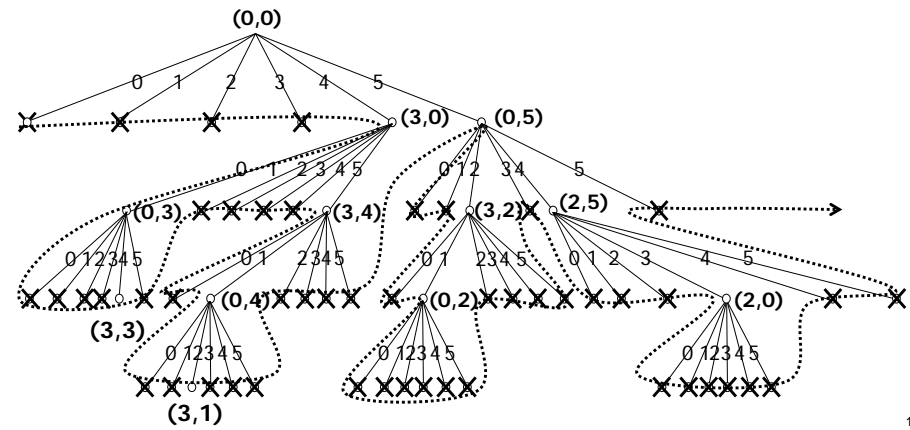 (0,0)
0 1 2 3 4 5
(3,0) (0,5)
0 1 2 3 4 5 0 1 2 3 4 5
(0,3) (3,4) (3,2) (2,5)
0 1 2 3 4 5 0 1 2 3 4 5 0 1 2 3 4 5 0 1 2 3 4 5
(3,3) (0,4) (0,2) (2,0)
0 1 2 3 4 5 0 1 2 3 4 5 0 1 2 3 4 5
(3,1)
1